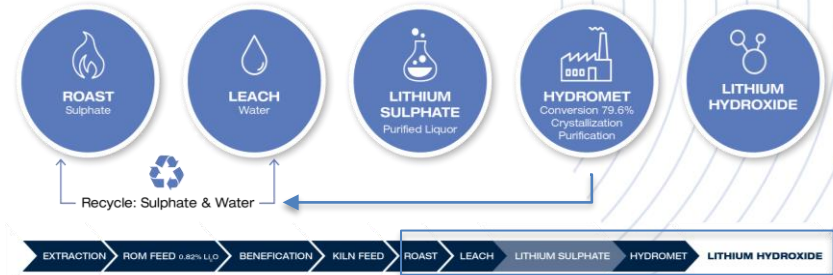 ROAST
Sulphate
LEACH
Water
LITHIUM
SULPHATE
Purified Liquor
HYDROMET
Conversion 79.6%
Crystallization
Purification
LITHIUM
HYDROXIDE
Recycle: Sulphate & Water
EXTRACTION
ROM FEED 0.82% Li₂O
BENEFICATION
KILN FEED
ROAST
LEACH
LITHIUM SULPHATE
HYDROMET
LITHIUM HYDROXIDE